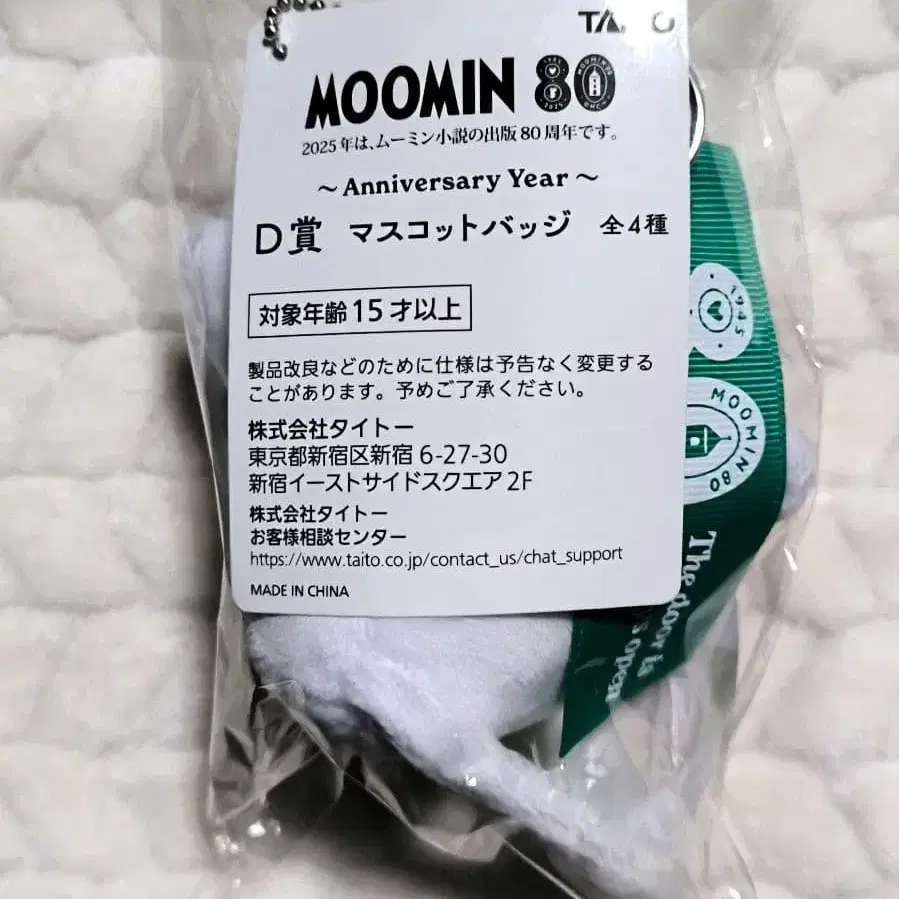 TAITO
MOOMIN 80
2025年は、ムーミン小説の出版80周年です。
~Anniversary Year~
D賞 マスコットバッジ 全4種
対象年齢15才以上
製品改良などのために仕様は予告なく変更する
ことがあります。予めご了承ください。
株式会社タイトー
東京都新宿区新宿 6-27-30
新宿イーストサイドスクエア 2F
株式会社タイトー
お客様相談センター
https://www.taito.co.jp/contact_us/chat_support
MADE IN CHINA
1945
MOOMIN 80
The door is
open